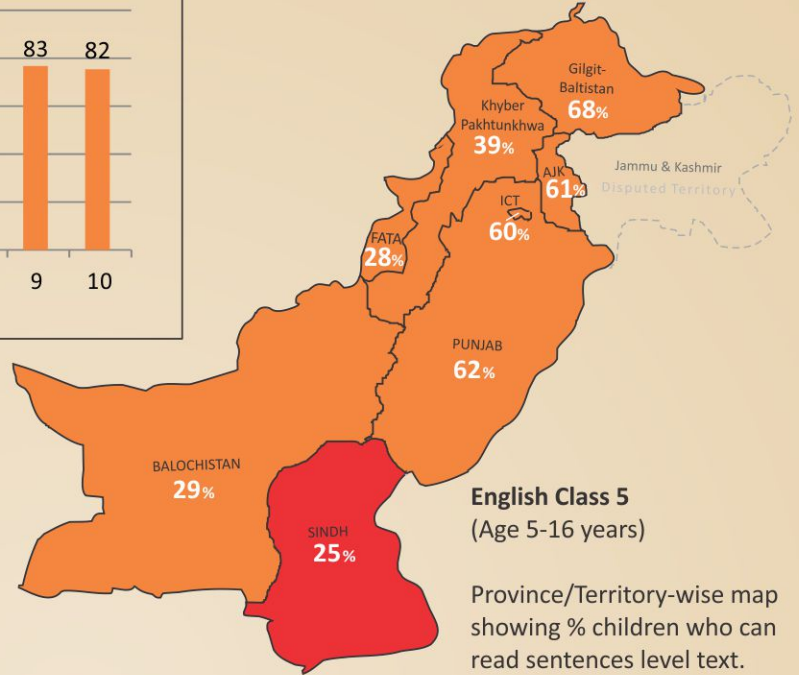 83 82
9 10
Gilgit-
Baltistan
68%
Khyber
Pakhtunkhwa
39%
Jammu & Kashmir
Disputed Territory
AJK
61%
ICT
60%
FATA
28%
PUNJAB
62%
BALOCHISTAN
29%
SINDH
25%
English Class 5
(Age 5-16 years)
Province/Territory-wise map
showing % children who can
read sentences level text.